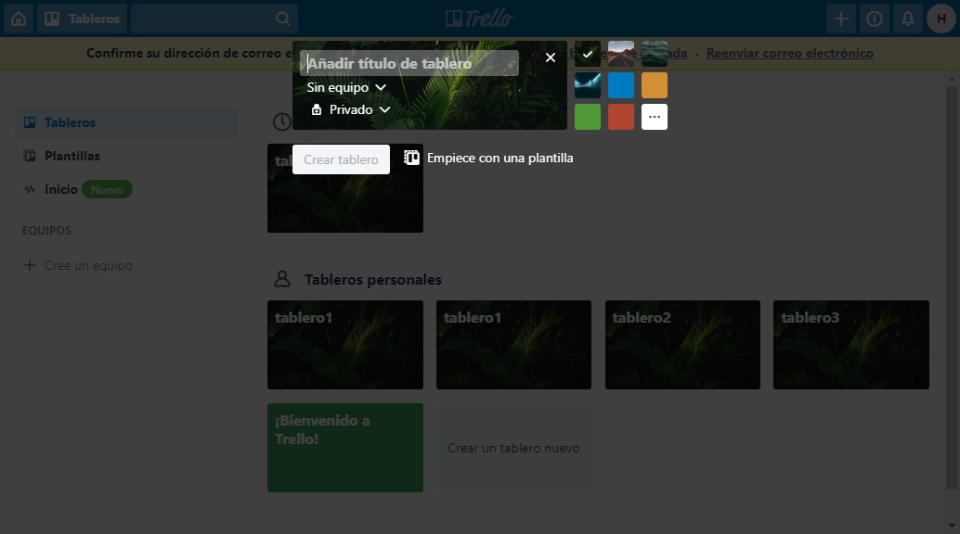 Tableros
Trello
H
Confirme su dirección de correo e
ada · Reenviar correo electrónico
Añadir título de tablero
Sin equipo
Privado
Crear tablero
Empiece con una plantilla
Tableros
Plantillas
Inicio Nuevo
EQUIPOS
Cree un equipo
Tableros personales
tablero1
tablero1
tablero2
tablero3
¡Bienvenido a
Trello!
Crear un tablero nuevo